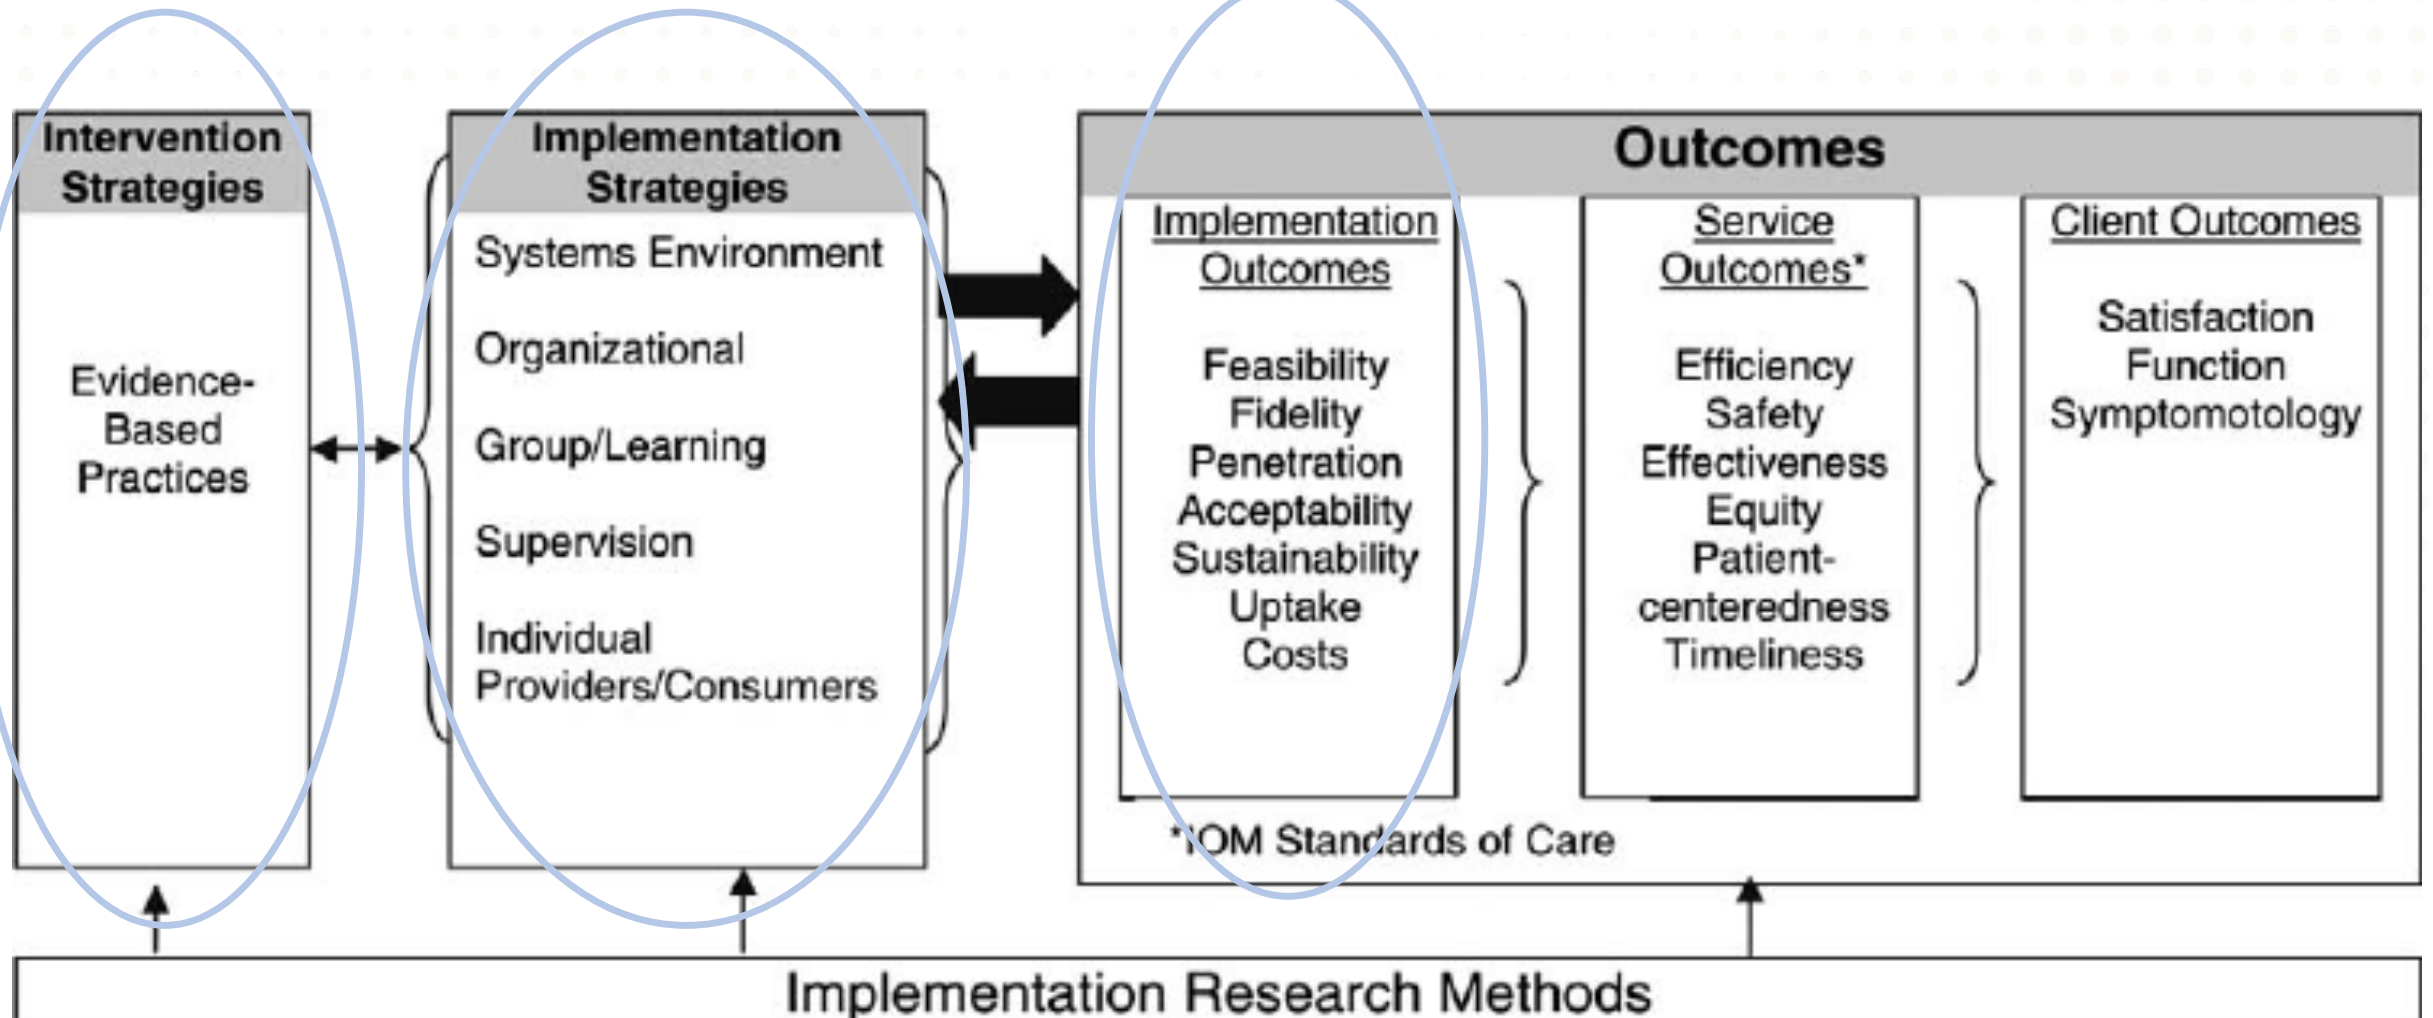 Intervention
Strategies
Evidence-
Based
Practices
Implementation
Strategies
Systems Environment
Organizational
Group/Learning
Supervision
Individual
Providers/Consumers
Outcomes
Implementation
Outcomes
Feasibility
Fidelity
Penetration
Acceptability
Sustainability
Uptake
Costs
Service
Outcomes*
Efficiency
Safety
Effectiveness
Equity
Patient-
centeredness
Timeliness
Client Outcomes
Satisfaction
Function
Symptomotology
*IOM Standards of Care
Implementation Research Methods